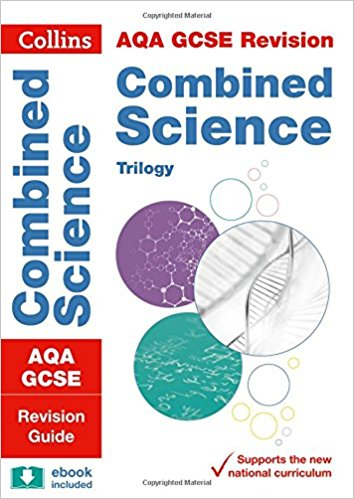 Collins
Combined
Science
AQA
GCSE
Revision
Guide
ebook
included
AQA GCSE Revision
Combined
Science
Trilogy
Supports the new
national curriculum